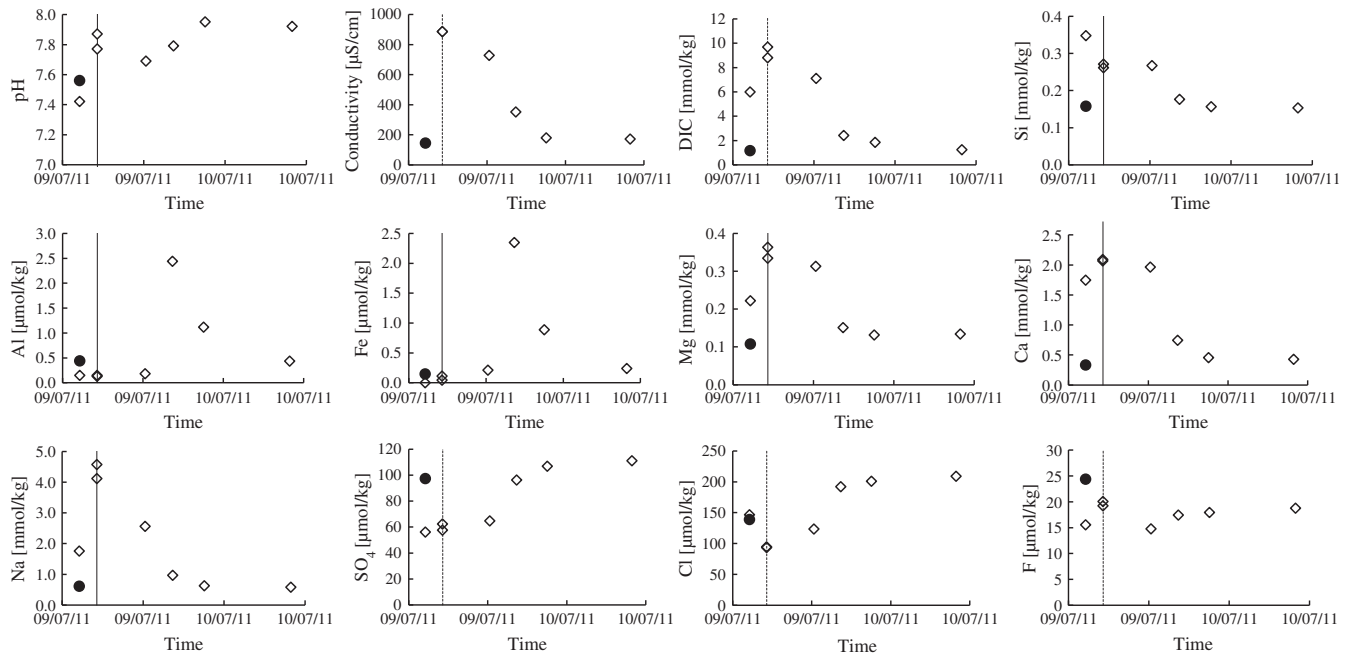 pH
8.0
7.8
7.6
7.4
7.2
7.0
09/07/11 09/07/11 10/07/11 10/07/11
Time
Conductivity [µS/cm]
1000
800
600
400
200
0
09/07/11 09/07/11 10/07/11 10/07/11
Time
DIC [mmol/kg]
12
10
8
6
4
2
0
09/07/11 09/07/11 10/07/11 10/07/11
Time
Si [mmol/kg]
0.4
0.3
0.2
0.1
0.0
09/07/11 09/07/11 10/07/11 10/07/11
Time
Al [µmol/kg]
3.0
2.5
2.0
1.5
1.0
0.5
0.0
09/07/11 09/07/11 10/07/11 10/07/11
Time
Fe [µmol/kg]
2.5
2.0
1.5
1.0
0.5
0.0
09/07/11 09/07/11 10/07/11 10/07/11
Time
Mg [mmol/kg]
0.4
0.3
0.2
0.1
0.0
09/07/11 09/07/11 10/07/11 10/07/11
Time
Ca [mmol/kg]
2.5
2.0
1.5
1.0
0.5
0.0
09/07/11 09/07/11 10/07/11 10/07/11
Time
Na [mmol/kg]
5.0
4.0
3.0
2.0
1.0
0.0
09/07/11 09/07/11 10/07/11 10/07/11
Time
SO₄ [µmol/kg]
120
100
80
60
40
20
0
09/07/11 09/07/11 10/07/11 10/07/11
Time
Cl [µmol/kg]
250
200
150
100
50
0
09/07/11 09/07/11 10/07/11 10/07/11
Time
F [µmol/kg]
30
25
20
15
10
5
0
09/07/11 09/07/11 10/07/11 10/07/11
Time